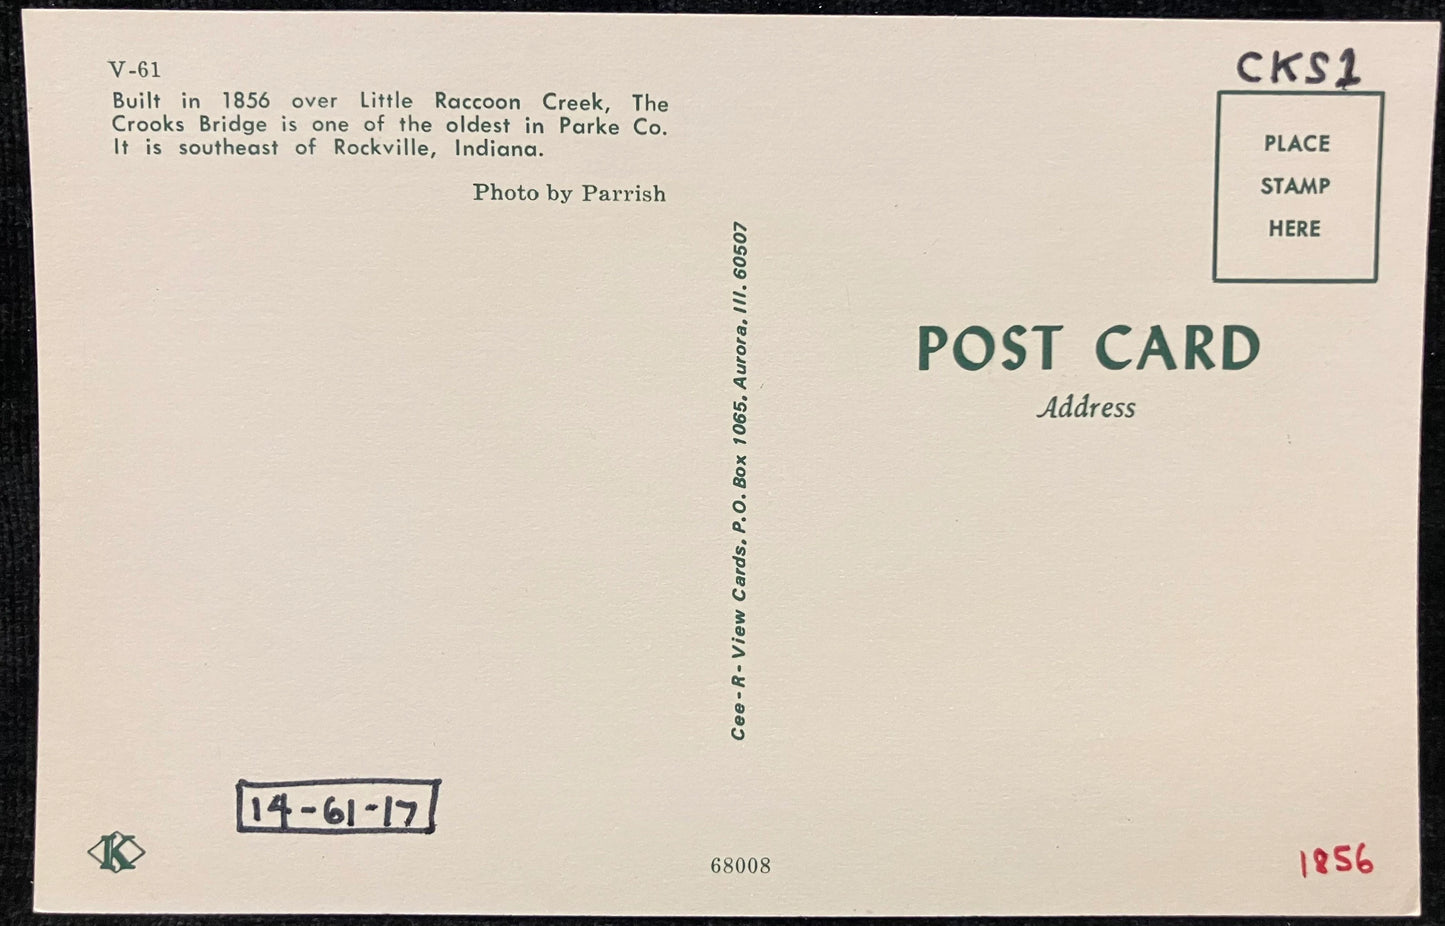 V-61
Built in 1856 over Little Raccoon Creek, The
Crooks Bridge is one of the oldest in Parke Co.
It is southeast of Rockville, Indiana.
Photo by Parrish
Cee-R-View Cards, P.O. Box 1065, Aurora, Ill. 60507
CKS1
PLACE
STAMP
HERE
POST CARD
Address
14-61-17
K
68008
1856